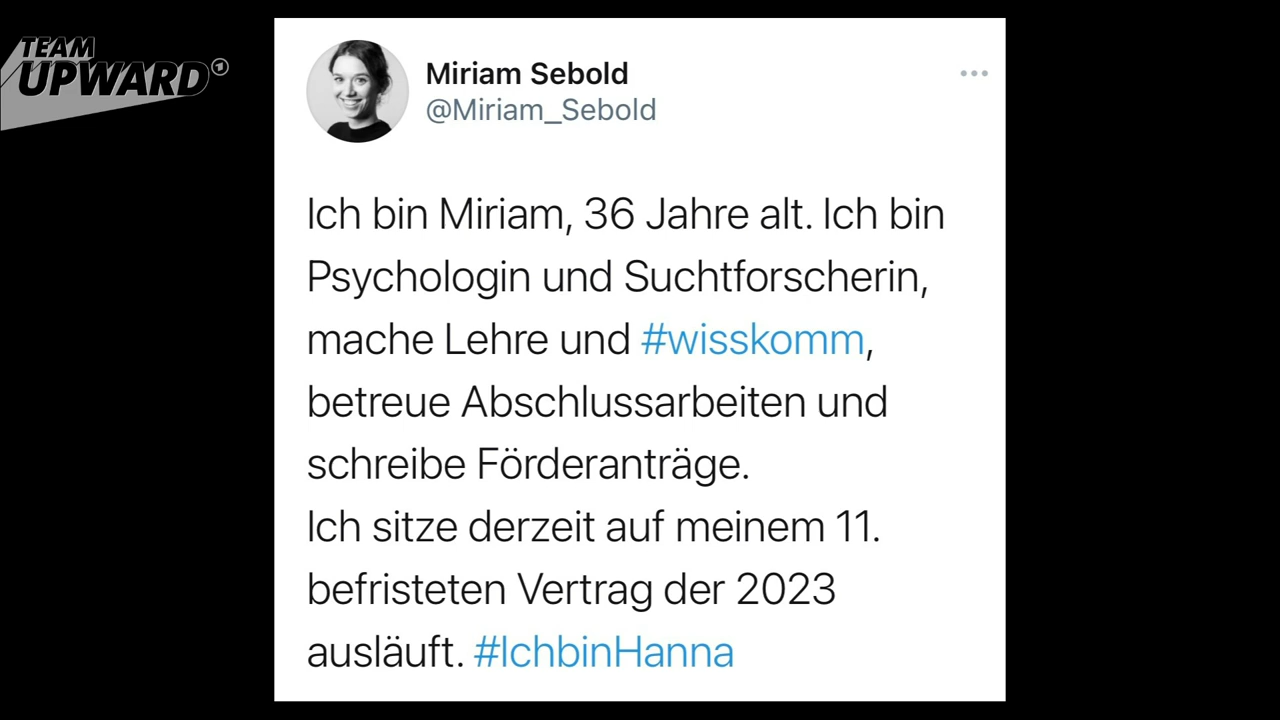 TEAM
UPWARD
Miriam Sebold
@Miriam_Sebold
Ich bin Miriam, 36 Jahre alt. Ich bin
Psychologin und Suchtforscherin,
mache Lehre und #wisskomm,
betreue Abschlussarbeiten und
schreibe Förderanträge.
Ich sitze derzeit auf meinem 11.
befristeten Vertrag der 2023
ausläuft. #IchbinHanna